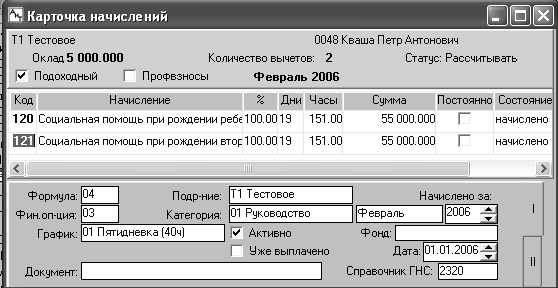 Карточка начислений
Т1 Тестовое 0048 Кваша Петр Антонович
Оклад 5 000.000 Количество вычетов: 2 Статус: Рассчитывать
Подоходный Профвзносы Февраль 2006
Код Начисление % Дни Часы Сумма Постоянно Состояние
120 Социальная помощь при рождении ребе 100.00 19 151.00 55 000.000 начислено
121 Социальная помощь при рождении втор 100.00 19 151.00 55 000.000 начислено
Формула: 04 Подр-ние: Т1 Тестовое Начислено за:
Фин.оп-ция: 03 Категория: 01 Руководство Февраль 2006
График: 01 Пятидневка (40ч) Активно Фонд:
Уже выплачено Дата: 01.01.2006
Документ: Справочник ГНС: 2320
I
II